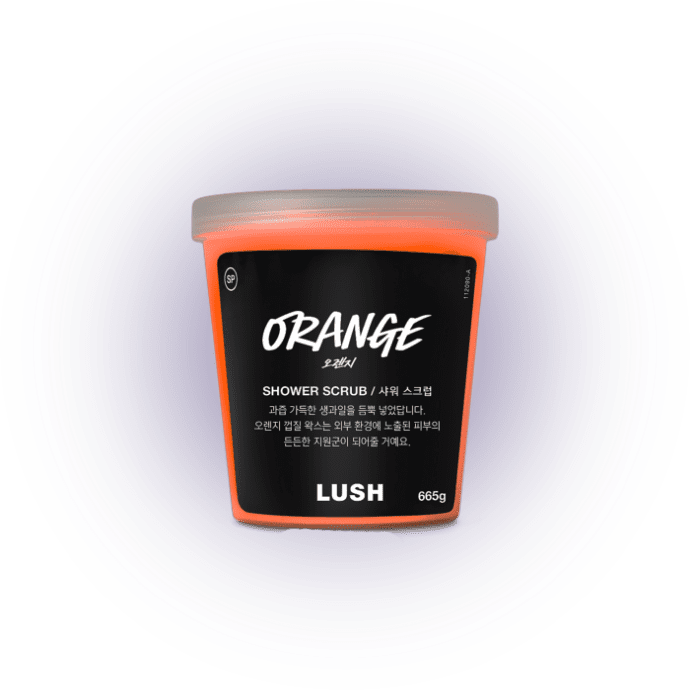 SP
112090-A
ORANGE
오렌지
SHOWER SCRUB / 샤워 스크럽
과즙 가득한 생과일을 듬뿍 넣었답니다.
오렌지 껍질 왁스는 외부 환경에 노출된 피부의
든든한 지원군이 되어줄 거예요.
LUSH
665g